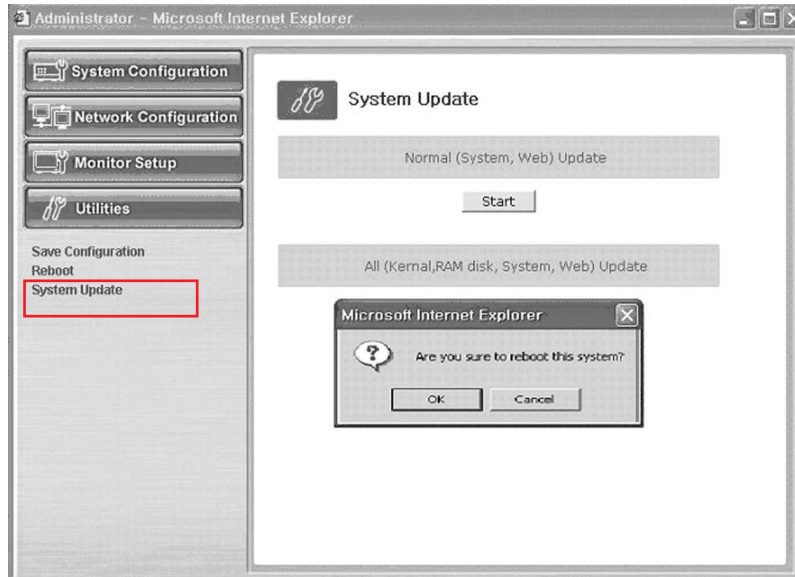 Administrator - Microsoft Internet Explorer
System Configuration
Network Configuration
Monitor Setup
Utilities
Save Configuration
Reboot
System Update
System Update
Normal (System, Web) Update
Start
All (Kernal,RAM disk, System, Web) Update
Microsoft Internet Explorer
Are you sure to reboot this system?
OK
Cancel